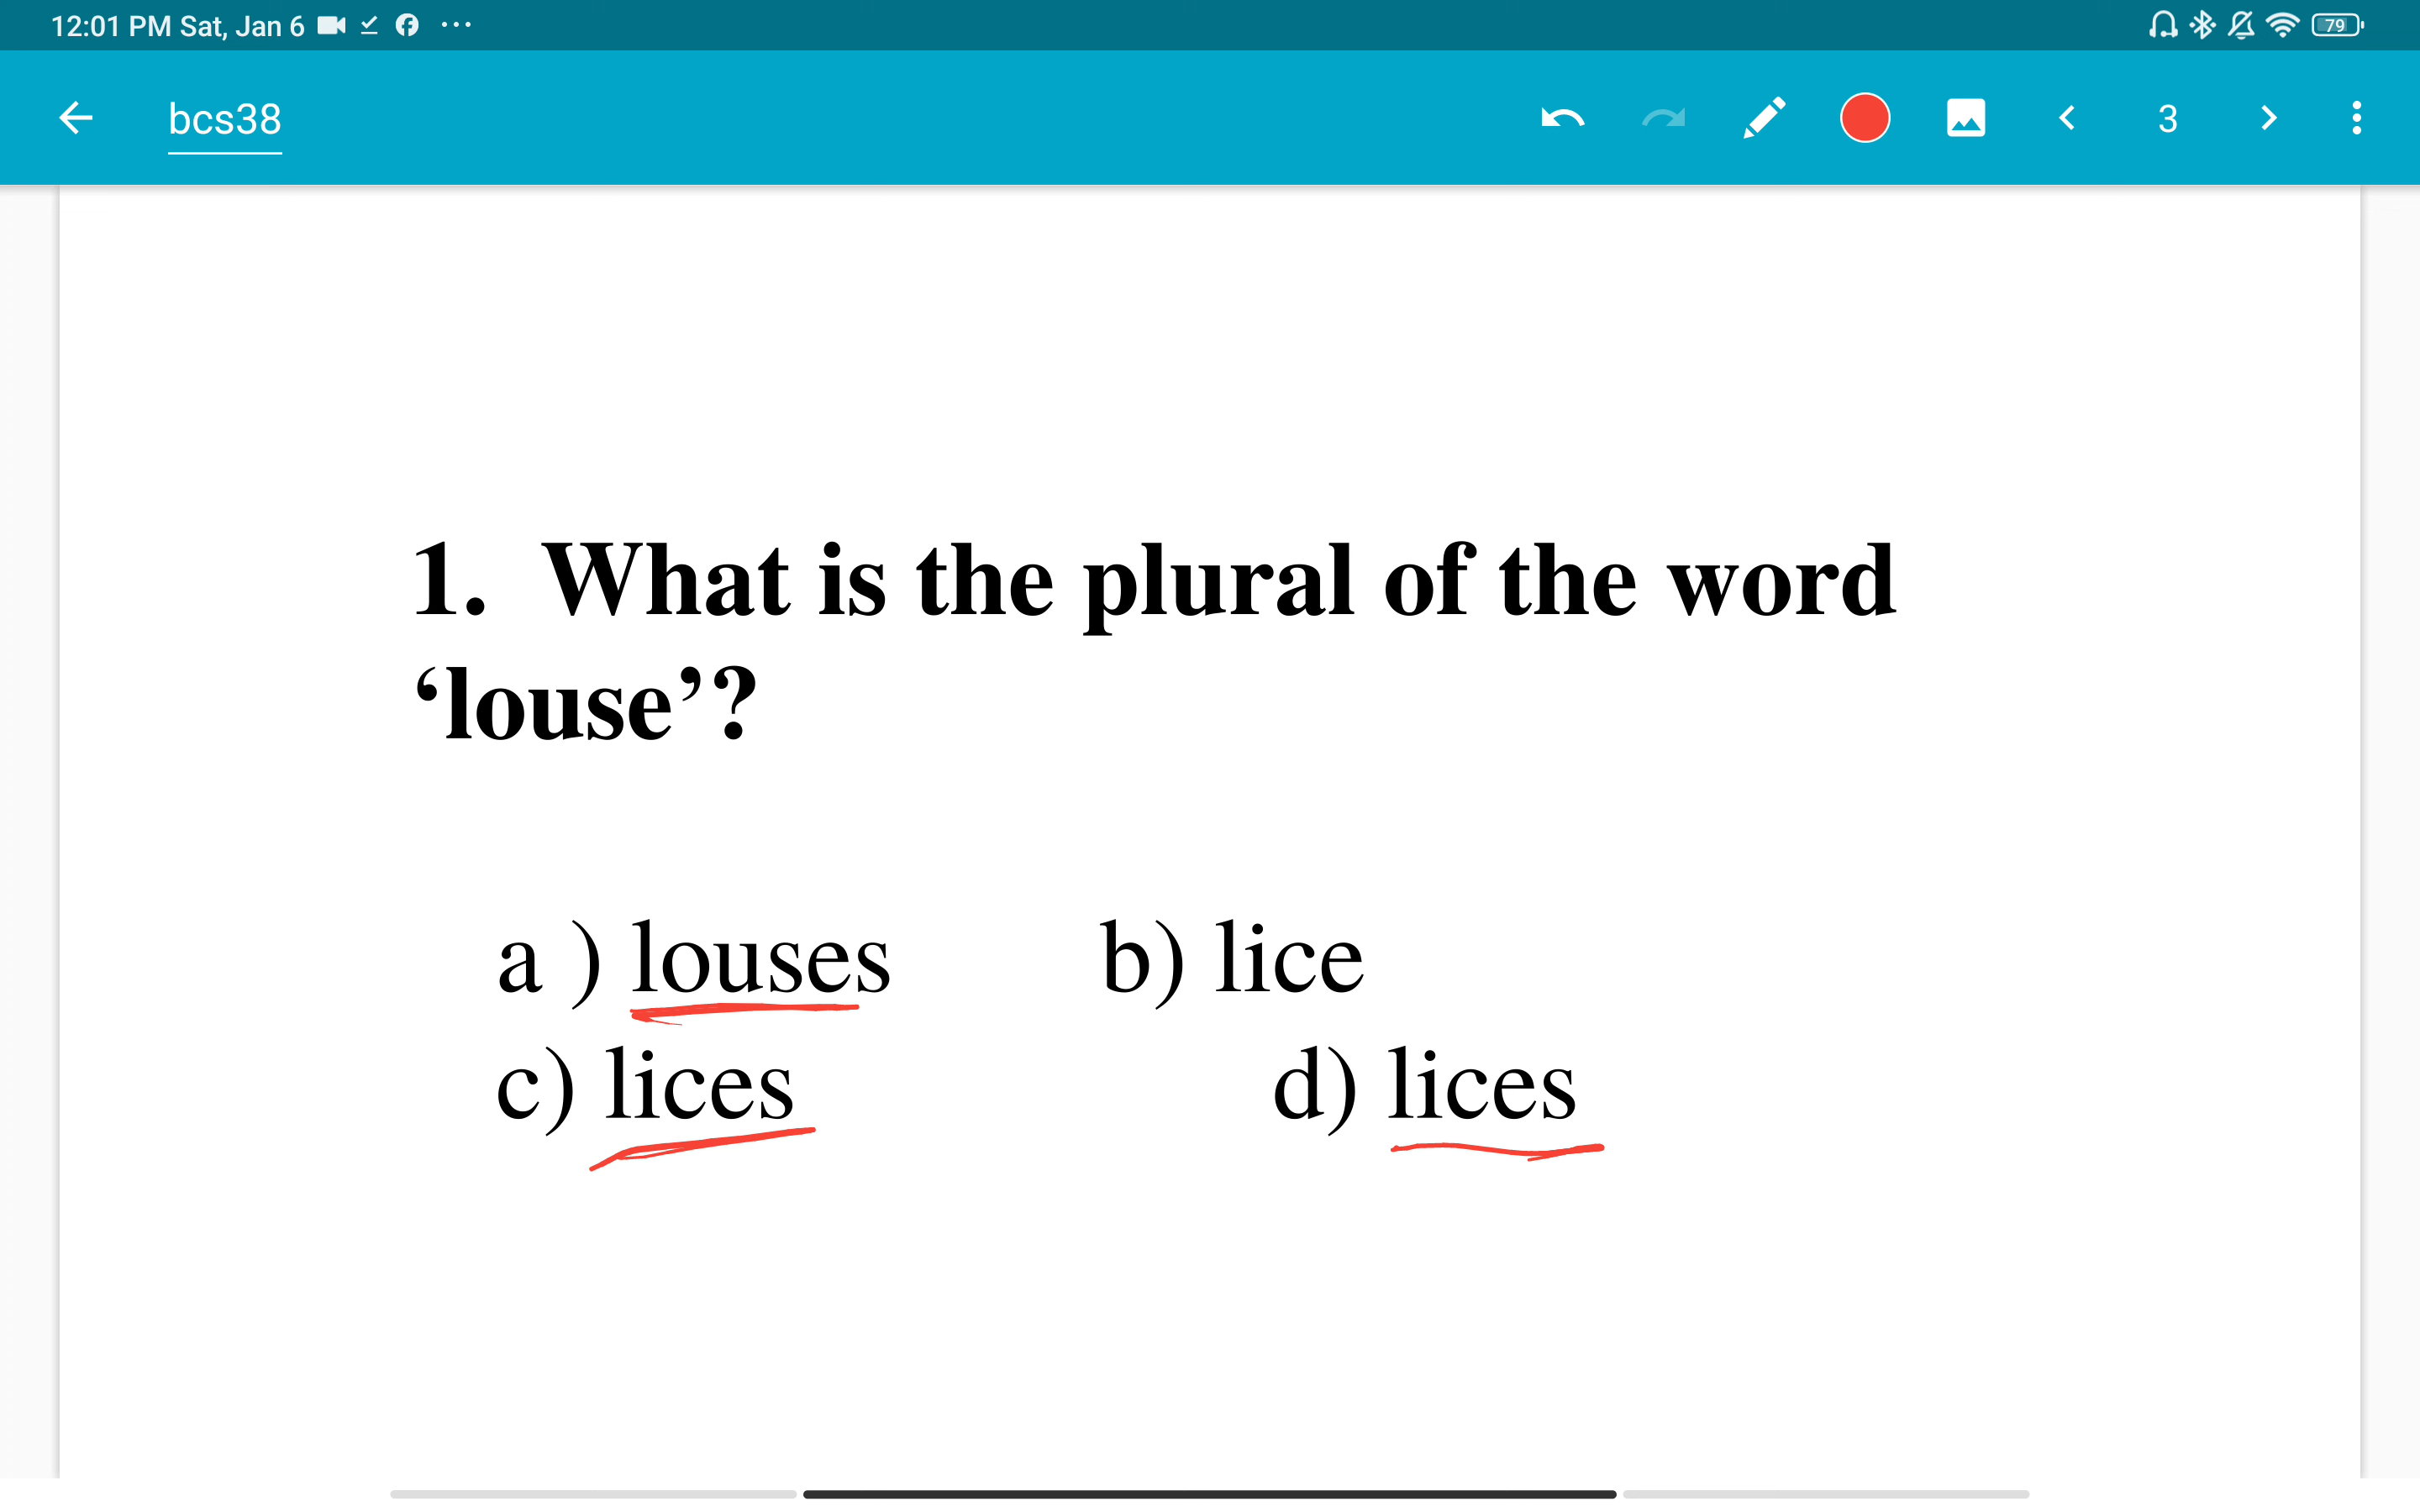 12:01 PM Sat, Jan 6 79
bcs38 3
1. What is the plural of the word
‘louse’?
a ) louses b) lice
c) lices d) lices